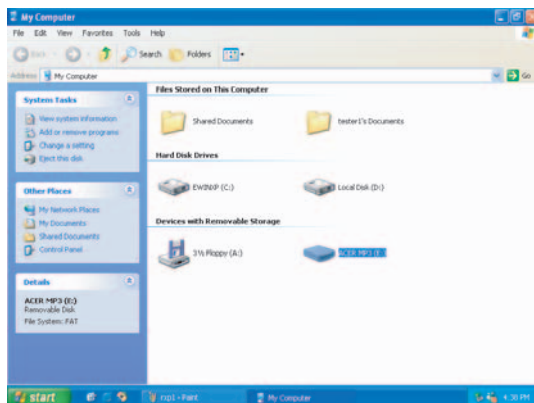 My Computer
File Edit View Favorites Tools Help
Back Search Folders
Address My Computer Go
Files Stored on This Computer
System Tasks
View system information
Add or remove programs
Change a setting
Eject this disk
Shared Documents
tester1's Documents
Hard Disk Drives
(C:)
Local Disk (D:)
Other Places
My Network Places
My Documents
Shared Documents
Control Panel
Devices with Removable Storage
3½ Floppy (A:)
ACER MP3 (E:)
Details
ACER MP3 (E:)
Removable Disk
File System: FAT
start
- Paint
My Computer
4:30 PM